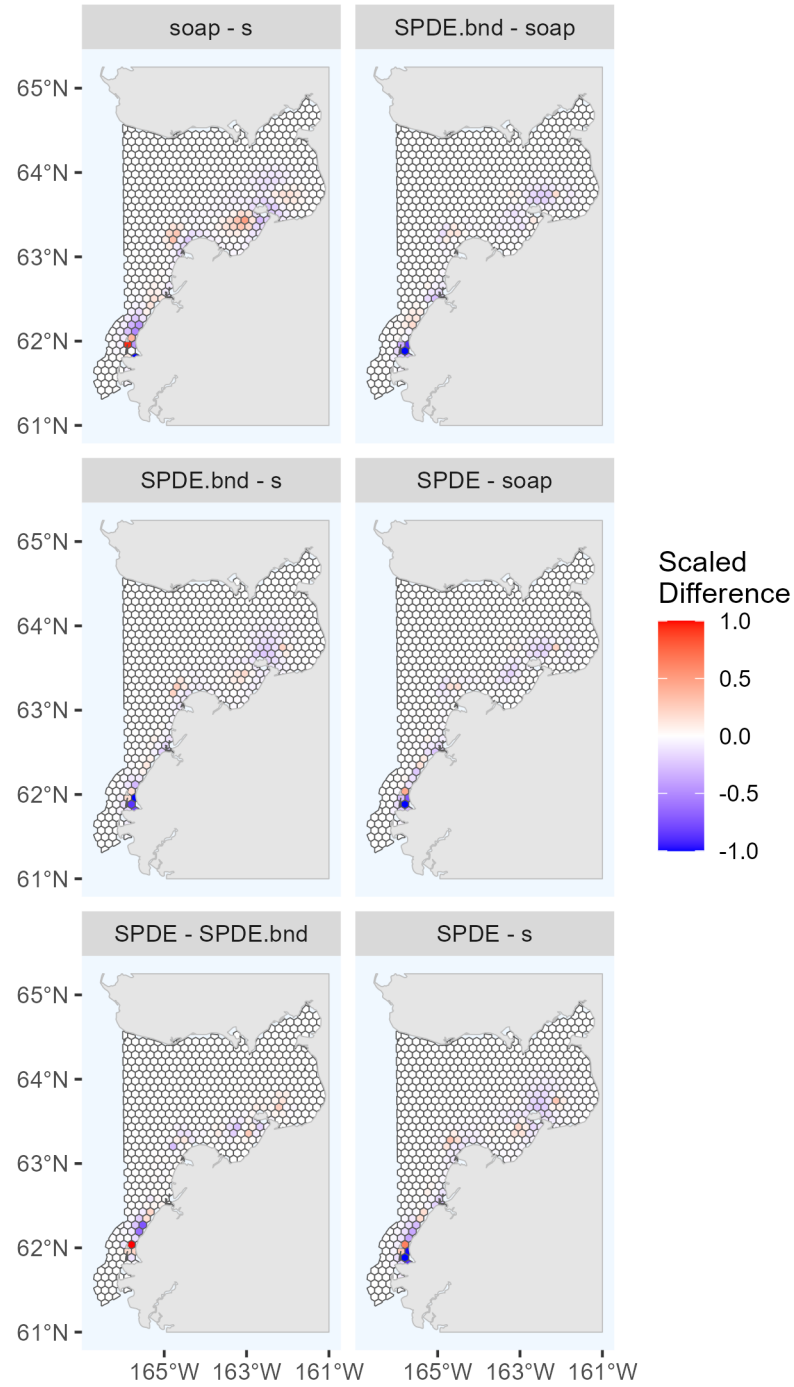 soap - s
SPDE.bnd - soap
65°N
64°N
63°N
62°N
61°N
SPDE.bnd - s
SPDE - soap
65°N
64°N
63°N
62°N
61°N
Scaled
Difference
1.0
0.5
0.0
-0.5
-1.0
SPDE - SPDE.bnd
SPDE - s
65°N
64°N
63°N
62°N
61°N
165°W 163°W 161°W
165°W 163°W 161°W